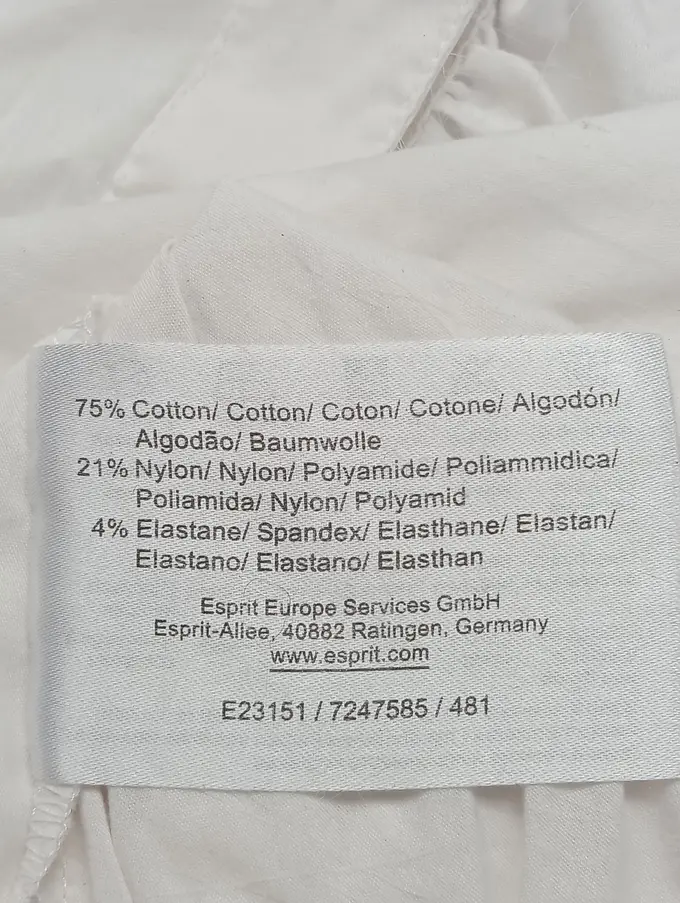 75% Cotton/ Cotton/ Coton/ Cotone/ Algodón/
Algodão/ Baumwolle
21% Nylon/ Nylon/ Polyamide/ Poliammidica/
Poliamida/ Nylon/ Polyamid
4% Elastane/ Spandex/ Elasthane/ Elastan/
Elastano/ Elastano/ Elasthan
Esprit Europe Services GmbH
Esprit-Allee, 40882 Ratingen, Germany
www.esprit.com
E23151 / 7247585 / 481